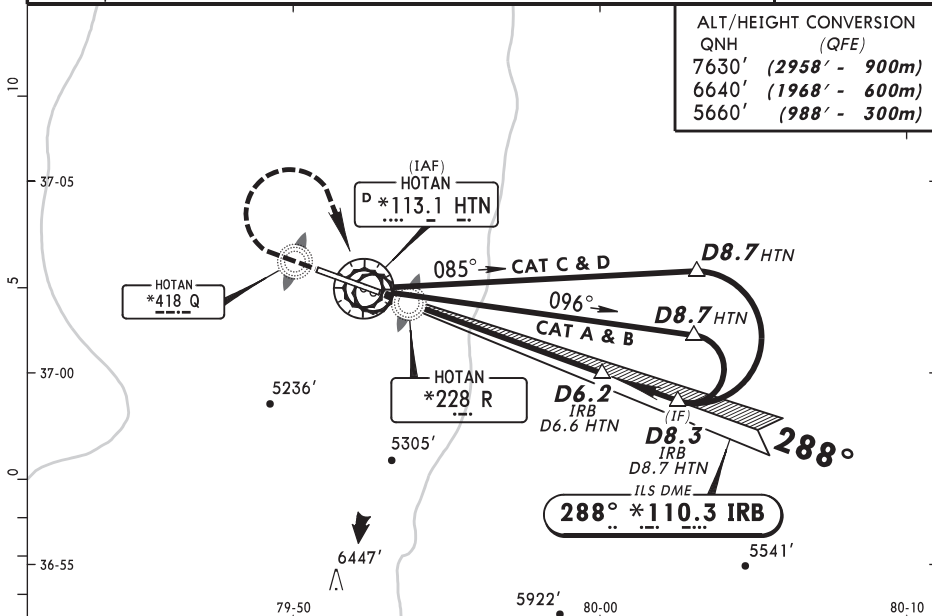 ALT/HEIGHT CONVERSION
QNH (QFE)
7630' (2958' - 900m)
6640' (1968' - 600m)
5660' (988' - 300m)
10
37-05
(IAF)
HOTAN
D *113.1 HTN
D8.7 HTN
085° CAT C & D
5
HOTAN
*418 Q
096°
D8.7 HTN
CAT A & B
37-00
HOTAN
*228 R
5236'
D6.2
IRB
D6.6 HTN
(IF)
D8.3
IRB
D8.7 HTN
288°
5305'
0
ILS DME
288° *110.3 IRB
6447'
5541'
36-55
5922'
79-50
80-00
80-10